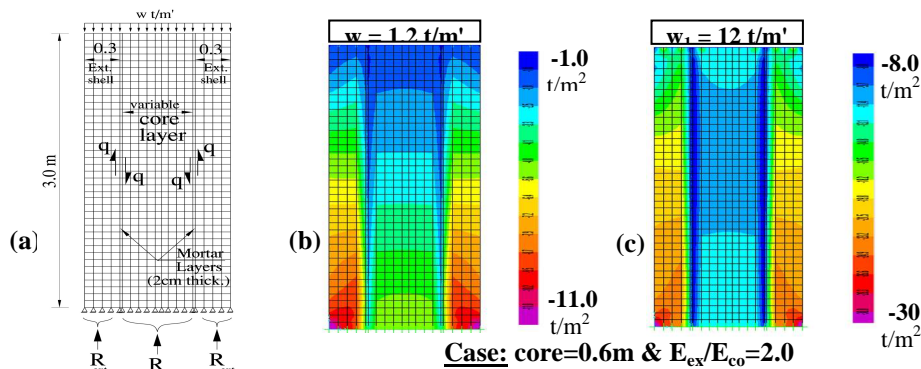 w t/m'
0.3
Ext.
shell
0.3
Ext.
shell
variable
core
layer
q
q
q
q
3.0 m
(a)
Mortar
Layers
(2cm thick.)
R
R
R
w = 1.2 t/m'
(b)
-1.0
t/m²
-11.0
t/m²
w₁ = 12 t/m'
(c)
-8.0
t/m²
-30
t/m²
Case: core=0.6m & E_ex/E_co=2.0